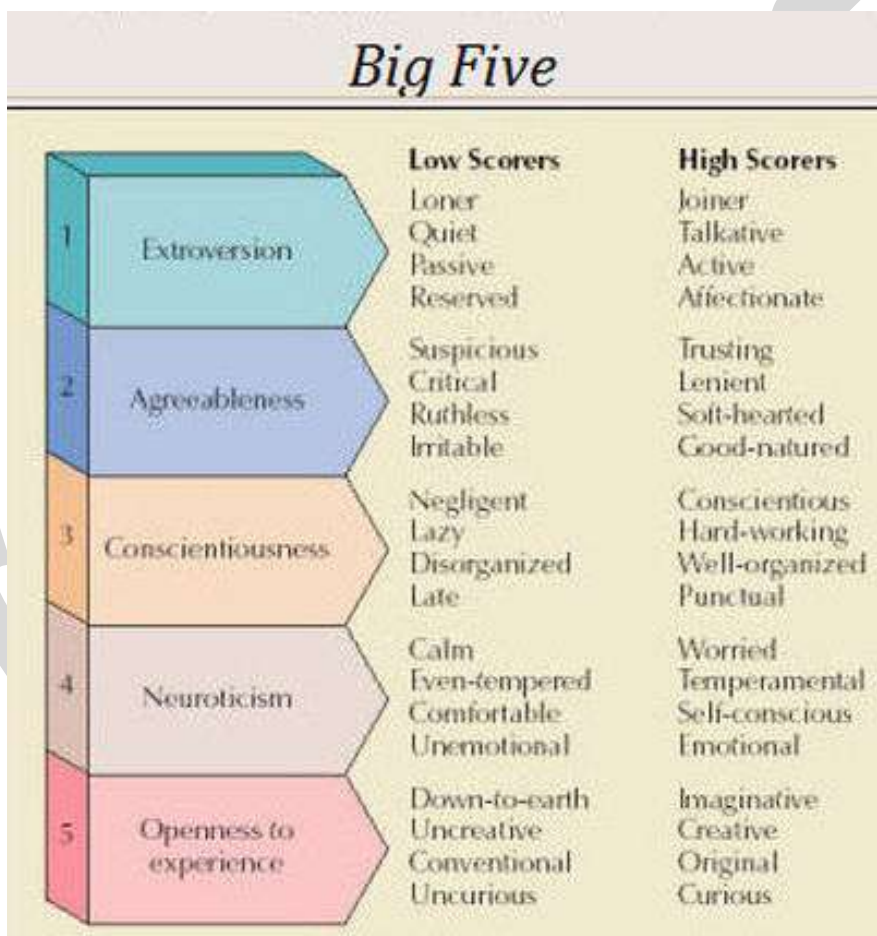 Big Five
Low Scorers High Scorers
1 Extroversion
Loner Joiner
Quiet Talkative
Passive Active
Reserved Affectionate
2 Agreeableness
Suspicious Trusting
Critical Lenient
Ruthless Soft-hearted
Irritable Good-natured
3 Conscientiousness
Negligent Conscientious
Lazy Hard-working
Disorganized Well-organized
Late Punctual
4 Neuroticism
Calm Worried
Even-tempered Temperamental
Comfortable Self-conscious
Unemotional Emotional
5 Openness to
experience
Down-to-earth Imaginative
Uncreative Creative
Conventional Original
Uncurious Curious